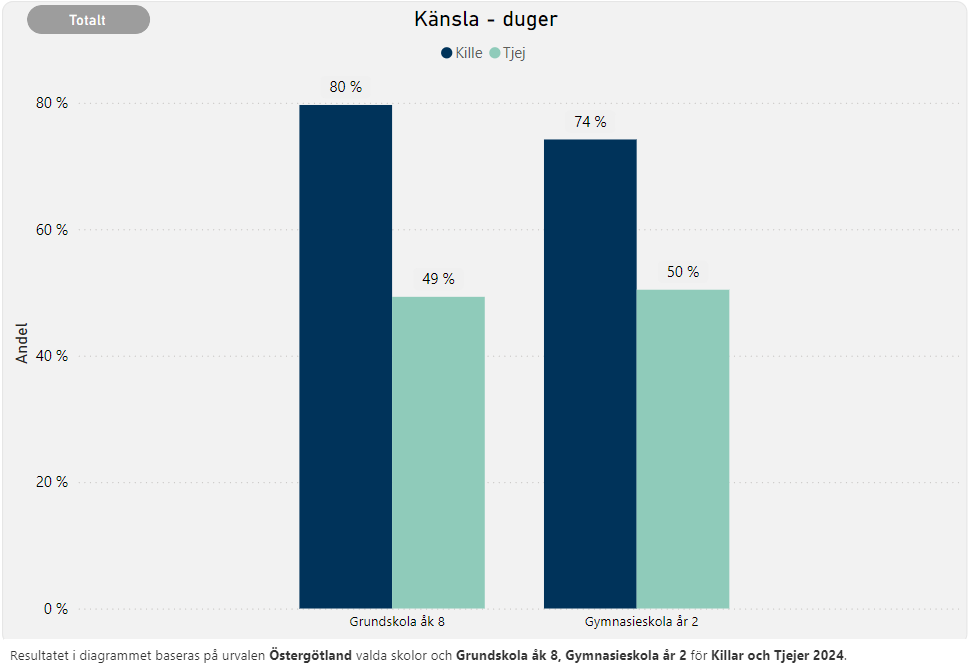 Totalt
Känsla - duger
Kille Tjej
80 %
74 %
49 %
50 %
80 %
60 %
40 %
20 %
0 %
Andel
Grundskola åk 8
Gymnasieskola år 2
Resultatet i diagrammet baseras på urvalen Östergötland valda skolor och Grundskola åk 8, Gymnasieskola år 2 för Killar och Tjejer 2024.